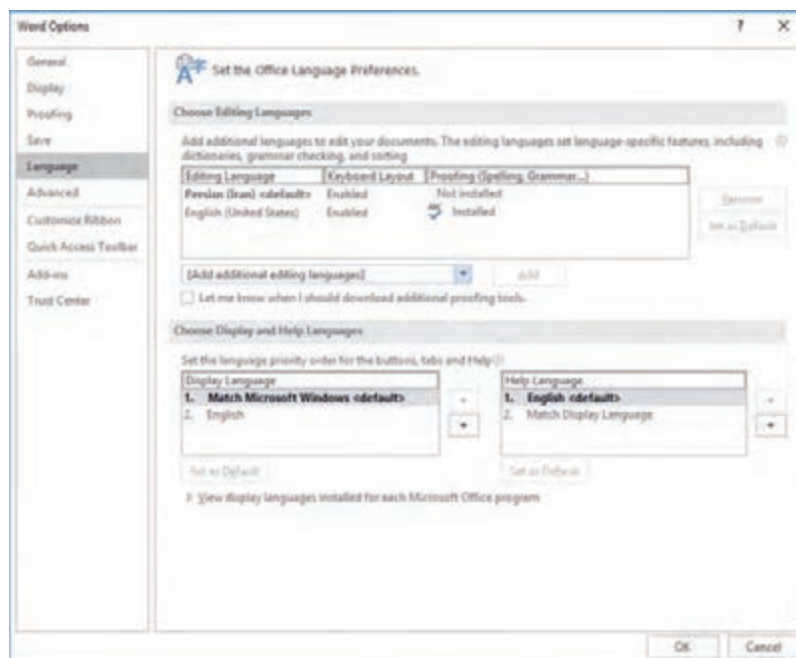 Word Options
General
Display
Proofing
Save
Language
Advanced
Customize Ribbon
Quick Access Toolbar
Add-ins
Trust Center
Set the Office Language Preferences.
Choose Editing Languages
Add additional languages to edit your documents. The editing languages set language-specific features, including
dictionaries, grammar checking, and sorting
Editing Language Keyboard Layout Proofing (Spelling, Grammar...)
Persian (Iran) <default> Enabled Not installed
English (United States) Enabled Installed
Remove
Set as Default
[Add additional editing languages] Add
Let me know when I should download additional proofing tools.
Choose Display and Help Languages
Set the language priority order for the buttons, tabs and Help
Display Language
1. Match Microsoft Windows <default>
2. English
Set as Default
Help Language
1. English <default>
2. Match Display Language
Set as Default
View display languages installed for each Microsoft Office program
OK Cancel